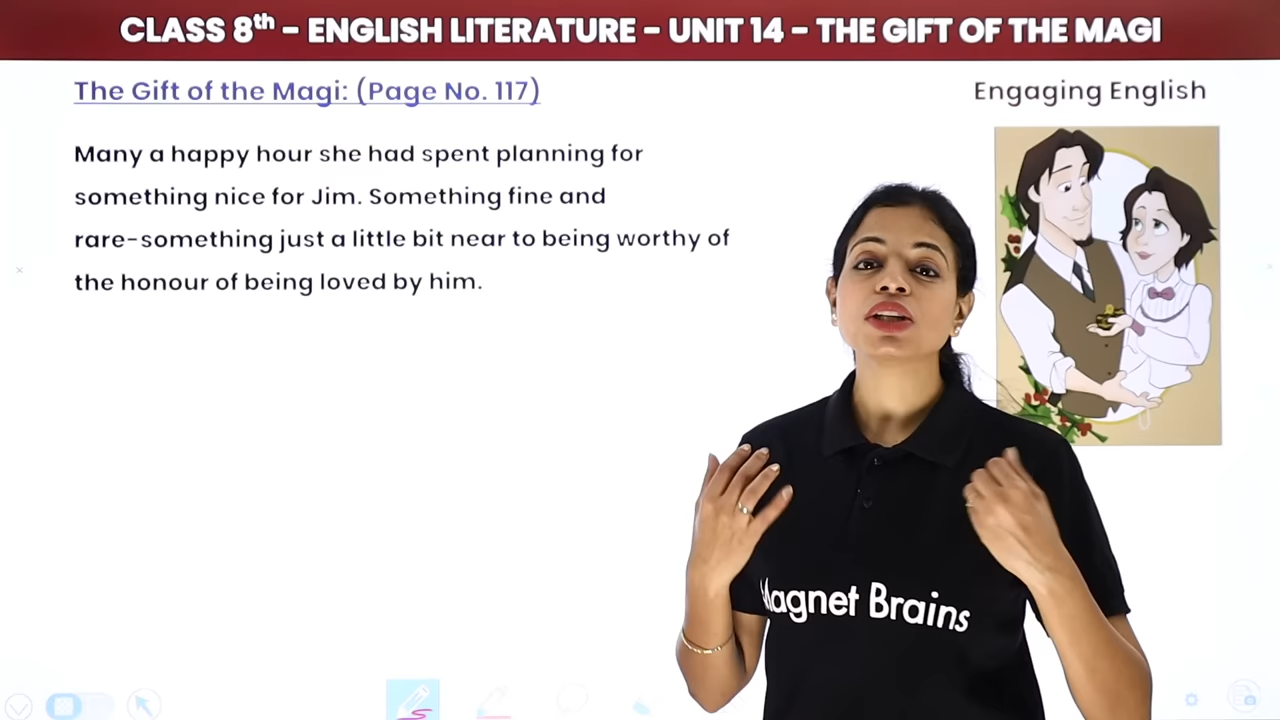 CLASS 8th - ENGLISH LITERATURE - UNIT 14 - THE GIFT OF THE MAGI
The Gift of the Magi: (Page No. 117)
Engaging English
Many a happy hour she had spent planning for
something nice for Jim. Something fine and
rare-something just a little bit near to being worthy of
the honour of being loved by him.
Magnet Brains